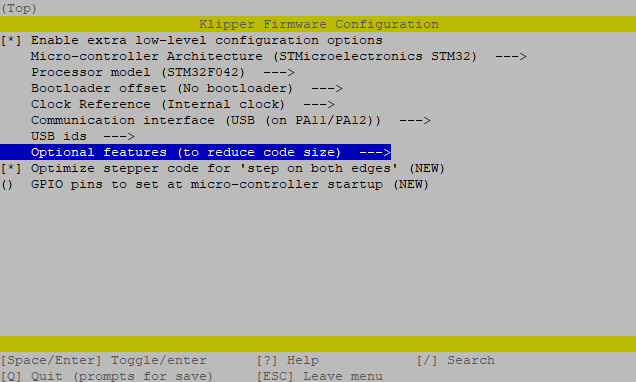 (Top)
Klipper Firmware Configuration
[*] Enable extra low-level configuration options
Micro-controller Architecture (STMicroelectronics STM32)  --->
Processor model (STM32F042)  --->
Bootloader offset (No bootloader)  --->
Clock Reference (Internal clock)  --->
Communication interface (USB (on PA11/PA12))  --->
USB ids  --->
Optional features (to reduce code size)  --->
[*] Optimize stepper code for 'step on both edges' (NEW)
() GPIO pins to set at micro-controller startup (NEW)
[Space/Enter] Toggle/enter [?] Help [/] Search
[Q] Quit (prompts for save) [ESC] Leave menu